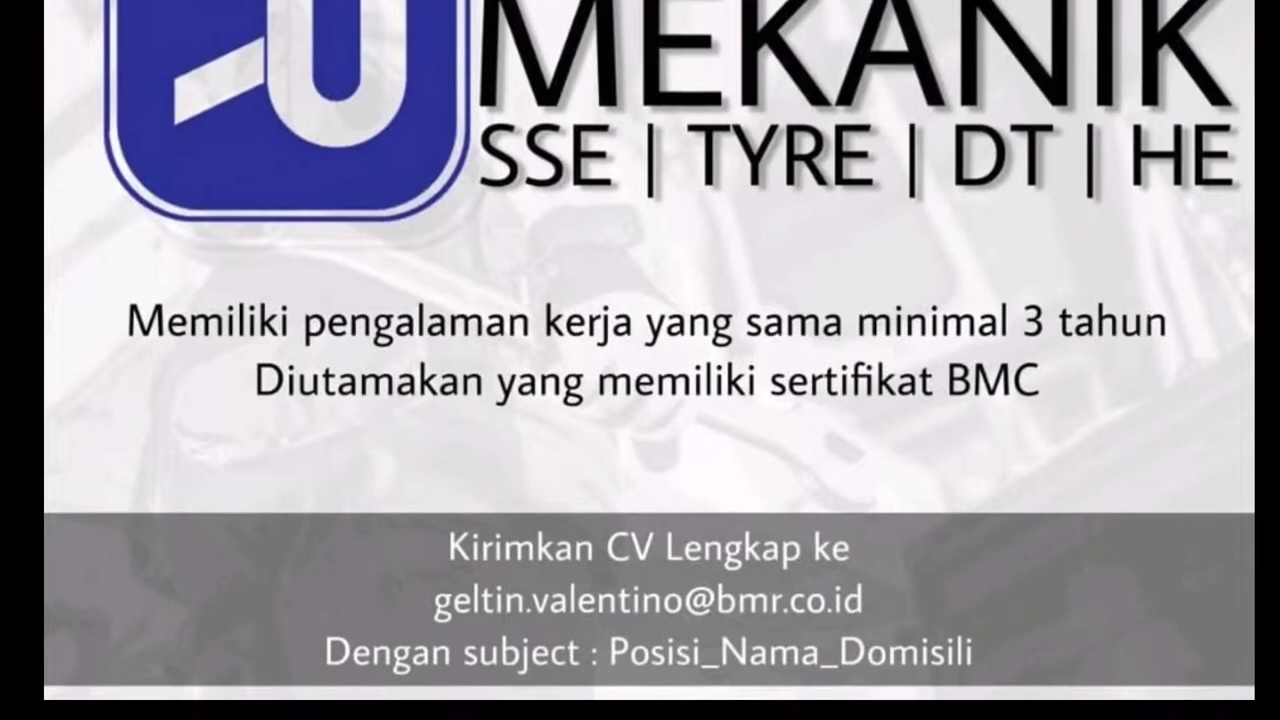 MEKANIK
SSE | TYRE | DT | HE
Memiliki pengalaman kerja yang sama minimal 3 tahun
Diutamakan yang memiliki sertifikat BMC
Kirimkan CV Lengkap ke
geltin.valentino@bmr.co.id
Dengan subject : Posisi_Nama_Domisili